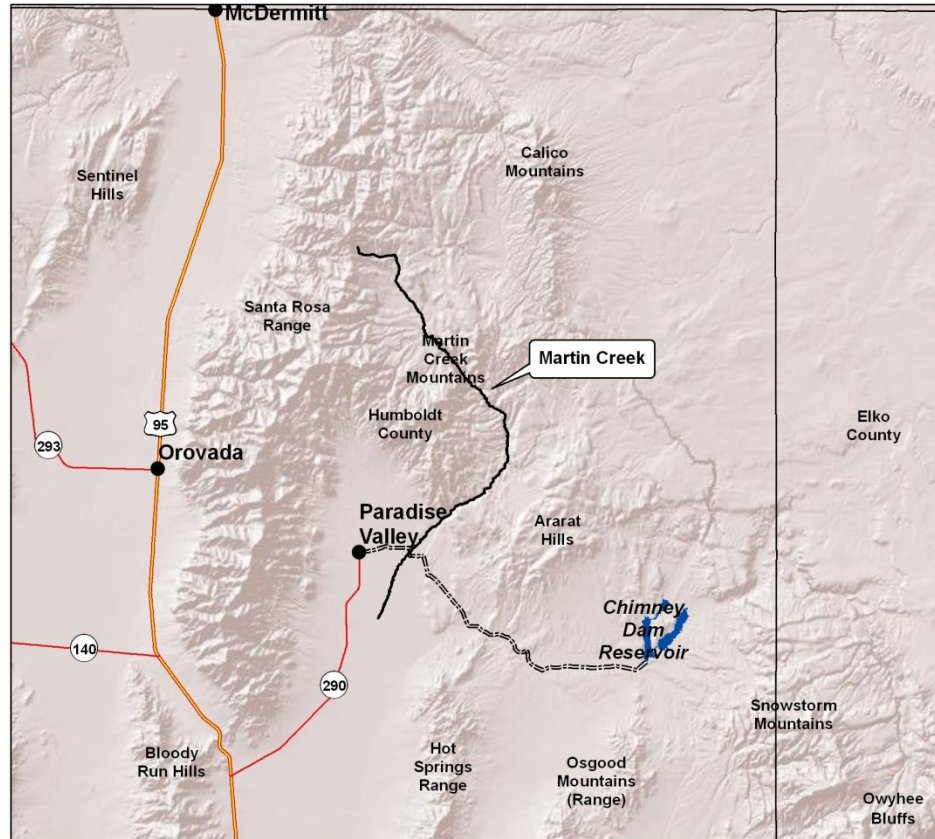 McDermitt
Calico
Mountains
Sentinel
Hills
Santa Rosa
Range
Martin
Creek
Mountains
Martin Creek
Humboldt
County
95
Elko
County
293
Orovada
Paradise
Valley
Ararat
Hills
Chimney
Dam
Reservoir
140
290
Snowstorm
Mountains
Bloody
Run Hills
Hot
Springs
Range
Osgood
Mountains
(Range)
Owyhee
Bluffs